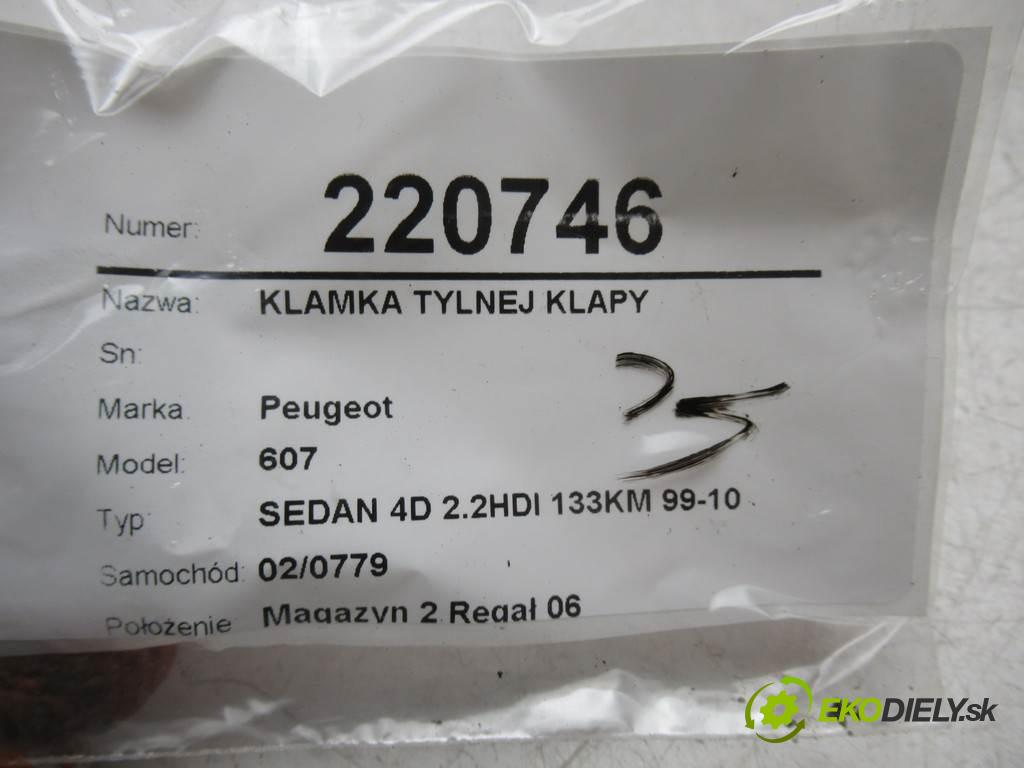 Numer: 220746
Nazwa: KLAMKA TYLNEJ KLAPY
Sn:
Marka: Peugeot
Model: 607
Typ: SEDAN 4D 2.2HDI 133KM 99-10
Samochód: 02/0779
Położenie Magazyn 2 Regał 06
35
EKODIELY.sk